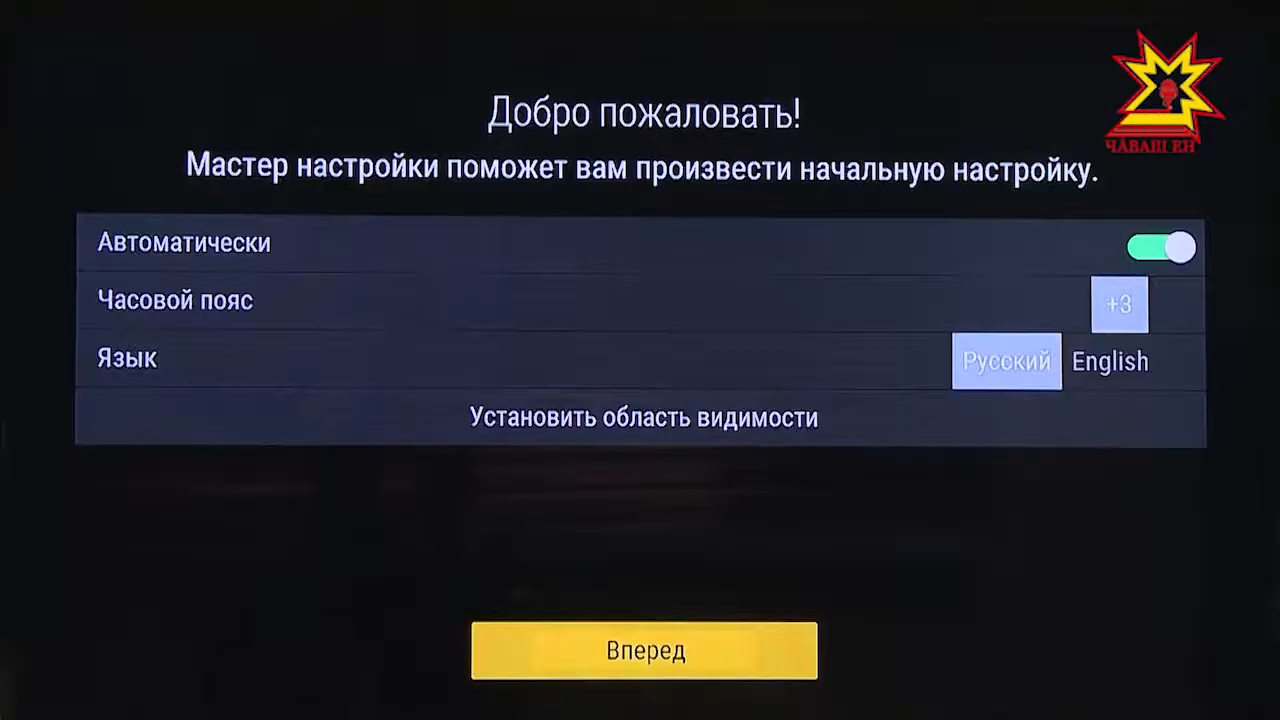 Добро пожаловать!
ЧӐВАШ ЕН
Мастер настройки поможет вам произвести начальную настройку.
Автоматически
Часовой пояс
+3
Язык
Русский
English
Установить область видимости
Вперед